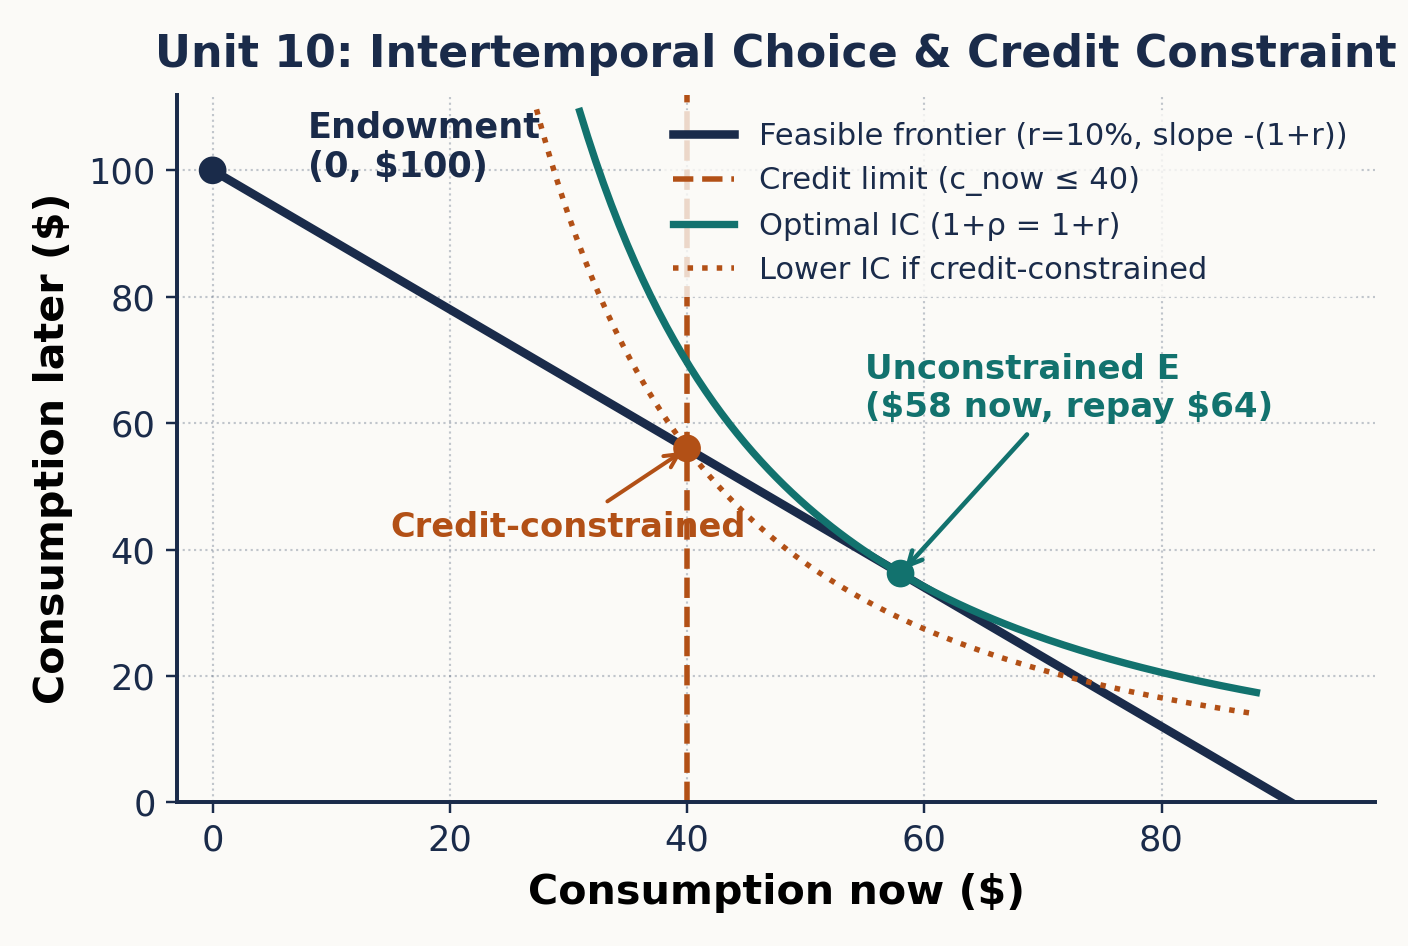 Unit 10: Intertemporal Choice & Credit Constraint
Endowment
(0, $100)
Feasible frontier (r=10%, slope -(1+r))
Credit limit (c_now ≤ 40)
Optimal IC (1+ρ = 1+r)
Lower IC if credit-constrained
Unconstrained E
($58 now, repay $64)
Credit-constrained
Consumption later ($)
100
80
60
40
20
0
0 20 40 60 80
Consumption now ($)